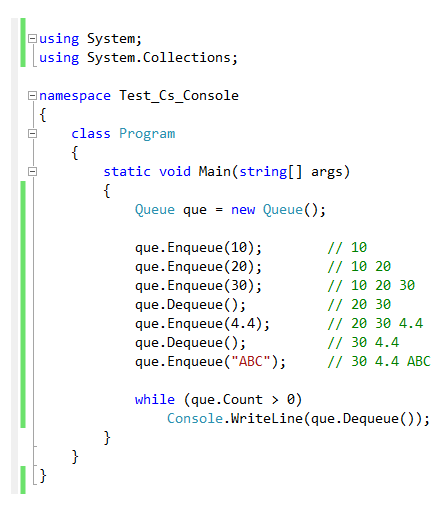 using System;
using System.Collections;
namespace Test_Cs_Console
{
class Program
{
static void Main(string[] args)
{
Queue que = new Queue();
que.Enqueue(10); // 10
que.Enqueue(20); // 10 20
que.Enqueue(30); // 10 20 30
que.Dequeue(); // 20 30
que.Enqueue(4.4); // 20 30 4.4
que.Dequeue(); // 30 4.4
que.Enqueue("ABC"); // 30 4.4 ABC
while (que.Count > 0)
Console.WriteLine(que.Dequeue());
}
}
}